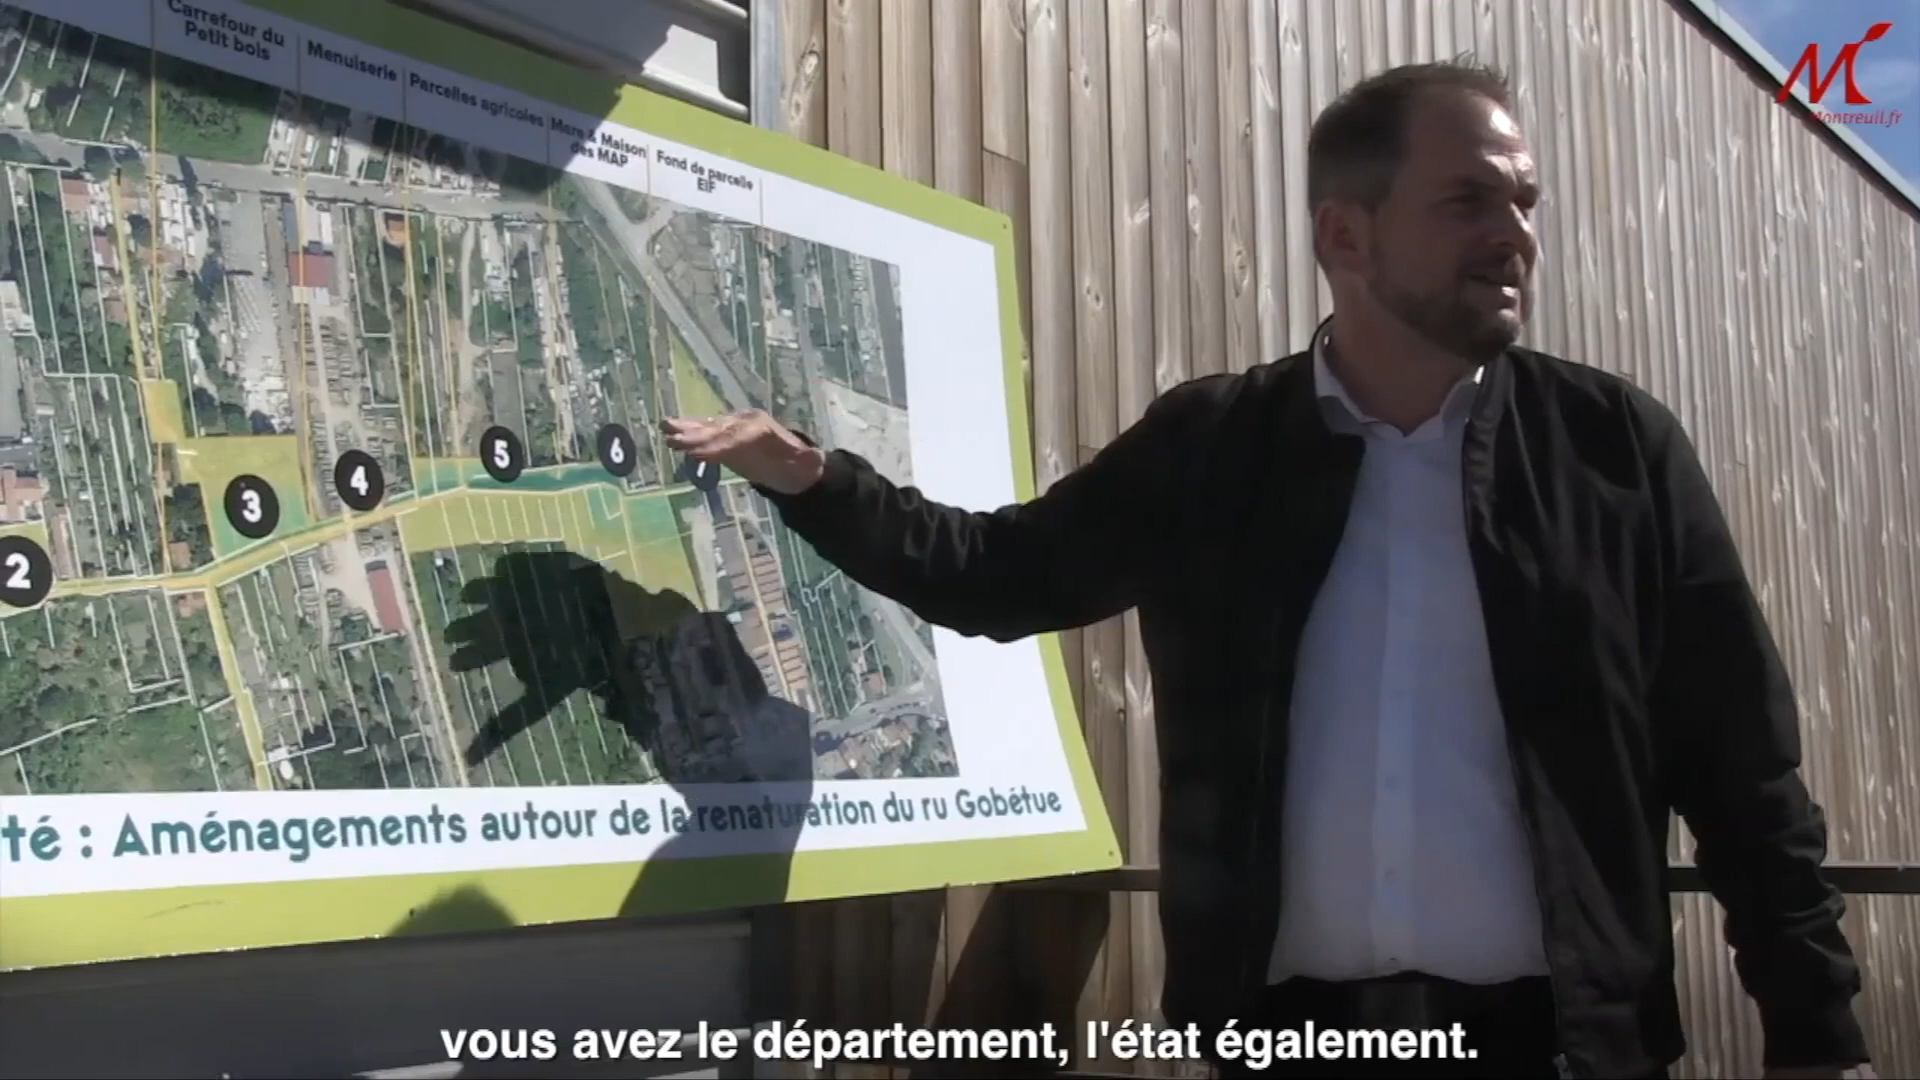 Carrefour du
Petit bois
Menuiserie
Parcelles agricoles
Mare & Maison
des MAP
Fond de parcelle
EIF
Montreuil.fr
2
3
4
5
6
7
té : Aménagements autour de la renaturation du ru Gobétue
vous avez le département, l'état également.